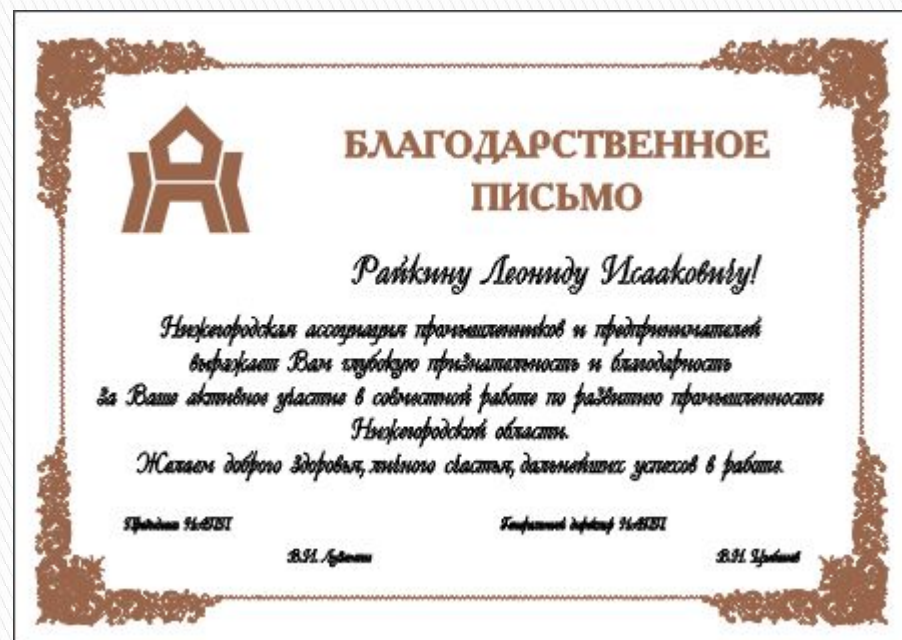 БЛАГОДАРСТВЕННОЕ
ПИСЬМО
Райкину Леониду Исааковичу!
Нижегородская ассоциация промышленников и предпринимателей
выражает Вам глубокую признательность и благодарность
за Ваше активное участие в совместной работе по развитию промышленности
Нижегородской области.
Желаем доброго здоровья, личного счастья, дальнейших успехов в работе.
НАПП
Генеральный директор НАПП
В.И.
В.Н.